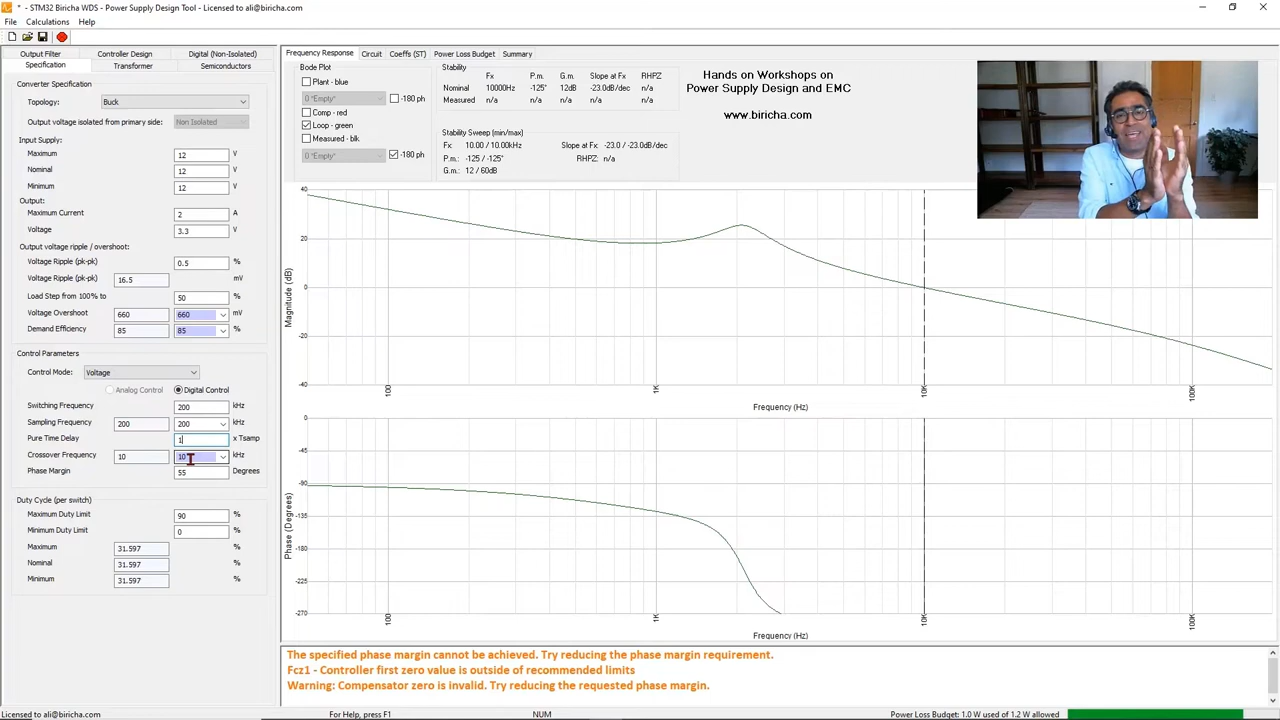 * - STM32 Biricha WDS - Power Supply Design Tool - Licensed to ali@biricha.com
File Calculations Help
Output Filter Controller Design Digital (Non-Isolated)
Specification Transformer Semiconductors
Converter Specification
Topology: Buck
Output voltage isolated from primary side: Non Isolated
Input Supply:
Maximum 12 V
Nominal 12 V
Minimum 12 V
Output:
Maximum Current 2 A
Voltage 3.3 V
Output voltage ripple / overshoot:
Voltage Ripple (pk-pk) 0.5 %
Voltage Ripple (pk-pk) 16.5 mV
Load Step from 100% to 50 %
Voltage Overshoot 660 660 mV
Demand Efficiency 85 85 %
Control Parameters
Control Mode: Voltage
Analog Control Digital Control
Switching Frequency 200 kHz
Sampling Frequency 200 200 kHz
Pure Time Delay 1 x Tsamp
Crossover Frequency 10 10 kHz
Phase Margin 55 Degrees
Duty Cycle (per switch)
Maximum Duty Limit 90 %
Minimum Duty Limit 0 %
Maximum 31.597 %
Nominal 31.597 %
Minimum 31.597 %
Frequency Response Circuit Coeffs (ST) Power Loss Budget Summary
Bode Plot
Plant - blue
0 *Empty* -180 ph
Comp - red
Loop - green
Measured - blk
0 *Empty* -180 ph
Stability
Fx P.m. G.m. Slope at Fx RHPZ
Nominal 10000Hz -125° 12dB -23.0dB/dec n/a
Measured n/a n/a n/a n/a n/a
Stability Sweep (min/max)
Fx: 10.00 / 10.00kHz Slope at Fx: -23.0 / -23.0dB/dec
P.m: -125 / -125° RHPZ: n/a
G.m: 12 / 60dB
Hands on Workshops on
Power Supply Design and EMC
www.biricha.com
Magnitude (dB)
40
20
0
-20
-40
100 1K 10K 100K
Frequency (Hz)
Phase (Degrees)
0
-45
-90
-135
-180
-225
-270
100 1K 10K 100K
Frequency (Hz)
The specified phase margin cannot be achieved. Try reducing the phase margin requirement.
Fcz1 - Controller first zero value is outside of recommended limits
Warning: Compensator zero is invalid. Try reducing the requested phase margin.
Licensed to ali@biricha.com For Help, press F1 NUM Power Loss Budget: 1.0 W used of 1.2 W allowed